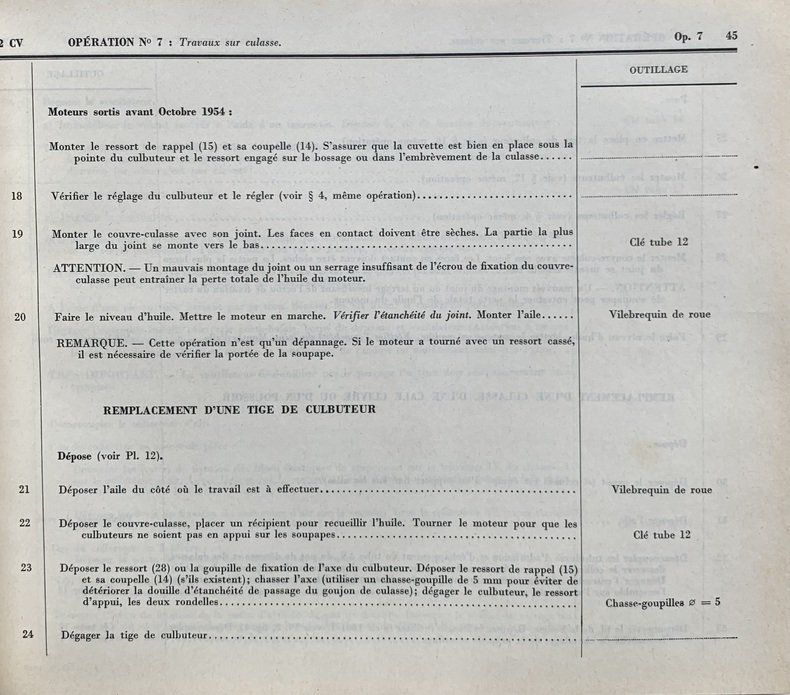 2 CV OPÉRATION Nº 7 : Travaux sur culasse. Op. 7 45
OUTILLAGE
Moteurs sortis avant Octobre 1954 :
Monter le ressort de rappel (15) et sa coupelle (14). S'assurer que la cuvette est bien en place sous la
pointe du culbuteur et le ressort engagé sur le bossage ou dans l'embrèvement de la culasse......
18 Vérifier le réglage du culbuteur et le régler (voir § 4, même opération)............................
19 Monter le couvre-culasse avec son joint. Les faces en contact doivent être sèches. La partie la plus
large du joint se monte vers le bas........................................................
Clé tube 12
ATTENTION. — Un mauvais montage du joint ou un serrage insuffisant de l'écrou de fixation du couvre-
culasse peut entraîner la perte totale de l'huile du moteur.
20 Faire le niveau d'huile. Mettre le moteur en marche. Vérifier l'étanchéité du joint. Monter l'aile...... Vilebrequin de roue
REMARQUE. — Cette opération n'est qu'un dépannage. Si le moteur a tourné avec un ressort cassé,
il est nécessaire de vérifier la portée de la soupape.
REMPLACEMENT D'UNE TIGE DE CULBUTEUR
Dépose (voir Pl. 12).
21 Déposer l'aile du côté où le travail est à effectuer.............................................. Vilebrequin de roue
22 Déposer le couvre-culasse, placer un récipient pour recueillir l'huile. Tourner le moteur pour que les
culbuteurs ne soient pas en appui sur les soupapes........................................... Clé tube 12
23 Déposer le ressort (28) ou la goupille de fixation de l'axe du culbuteur. Déposer le ressort de rappel (15)
et sa coupelle (14) (s'ils existent); chasser l'axe (utiliser un chasse-goupille de 5 mm pour éviter de
détériorer la douille d'étanchéité de passage du goujon de culasse); dégager le culbuteur, le ressort
d'appui, les deux rondelles................................................................ Chasse-goupilles ø = 5
24 Dégager la tige de culbuteur..................................................................